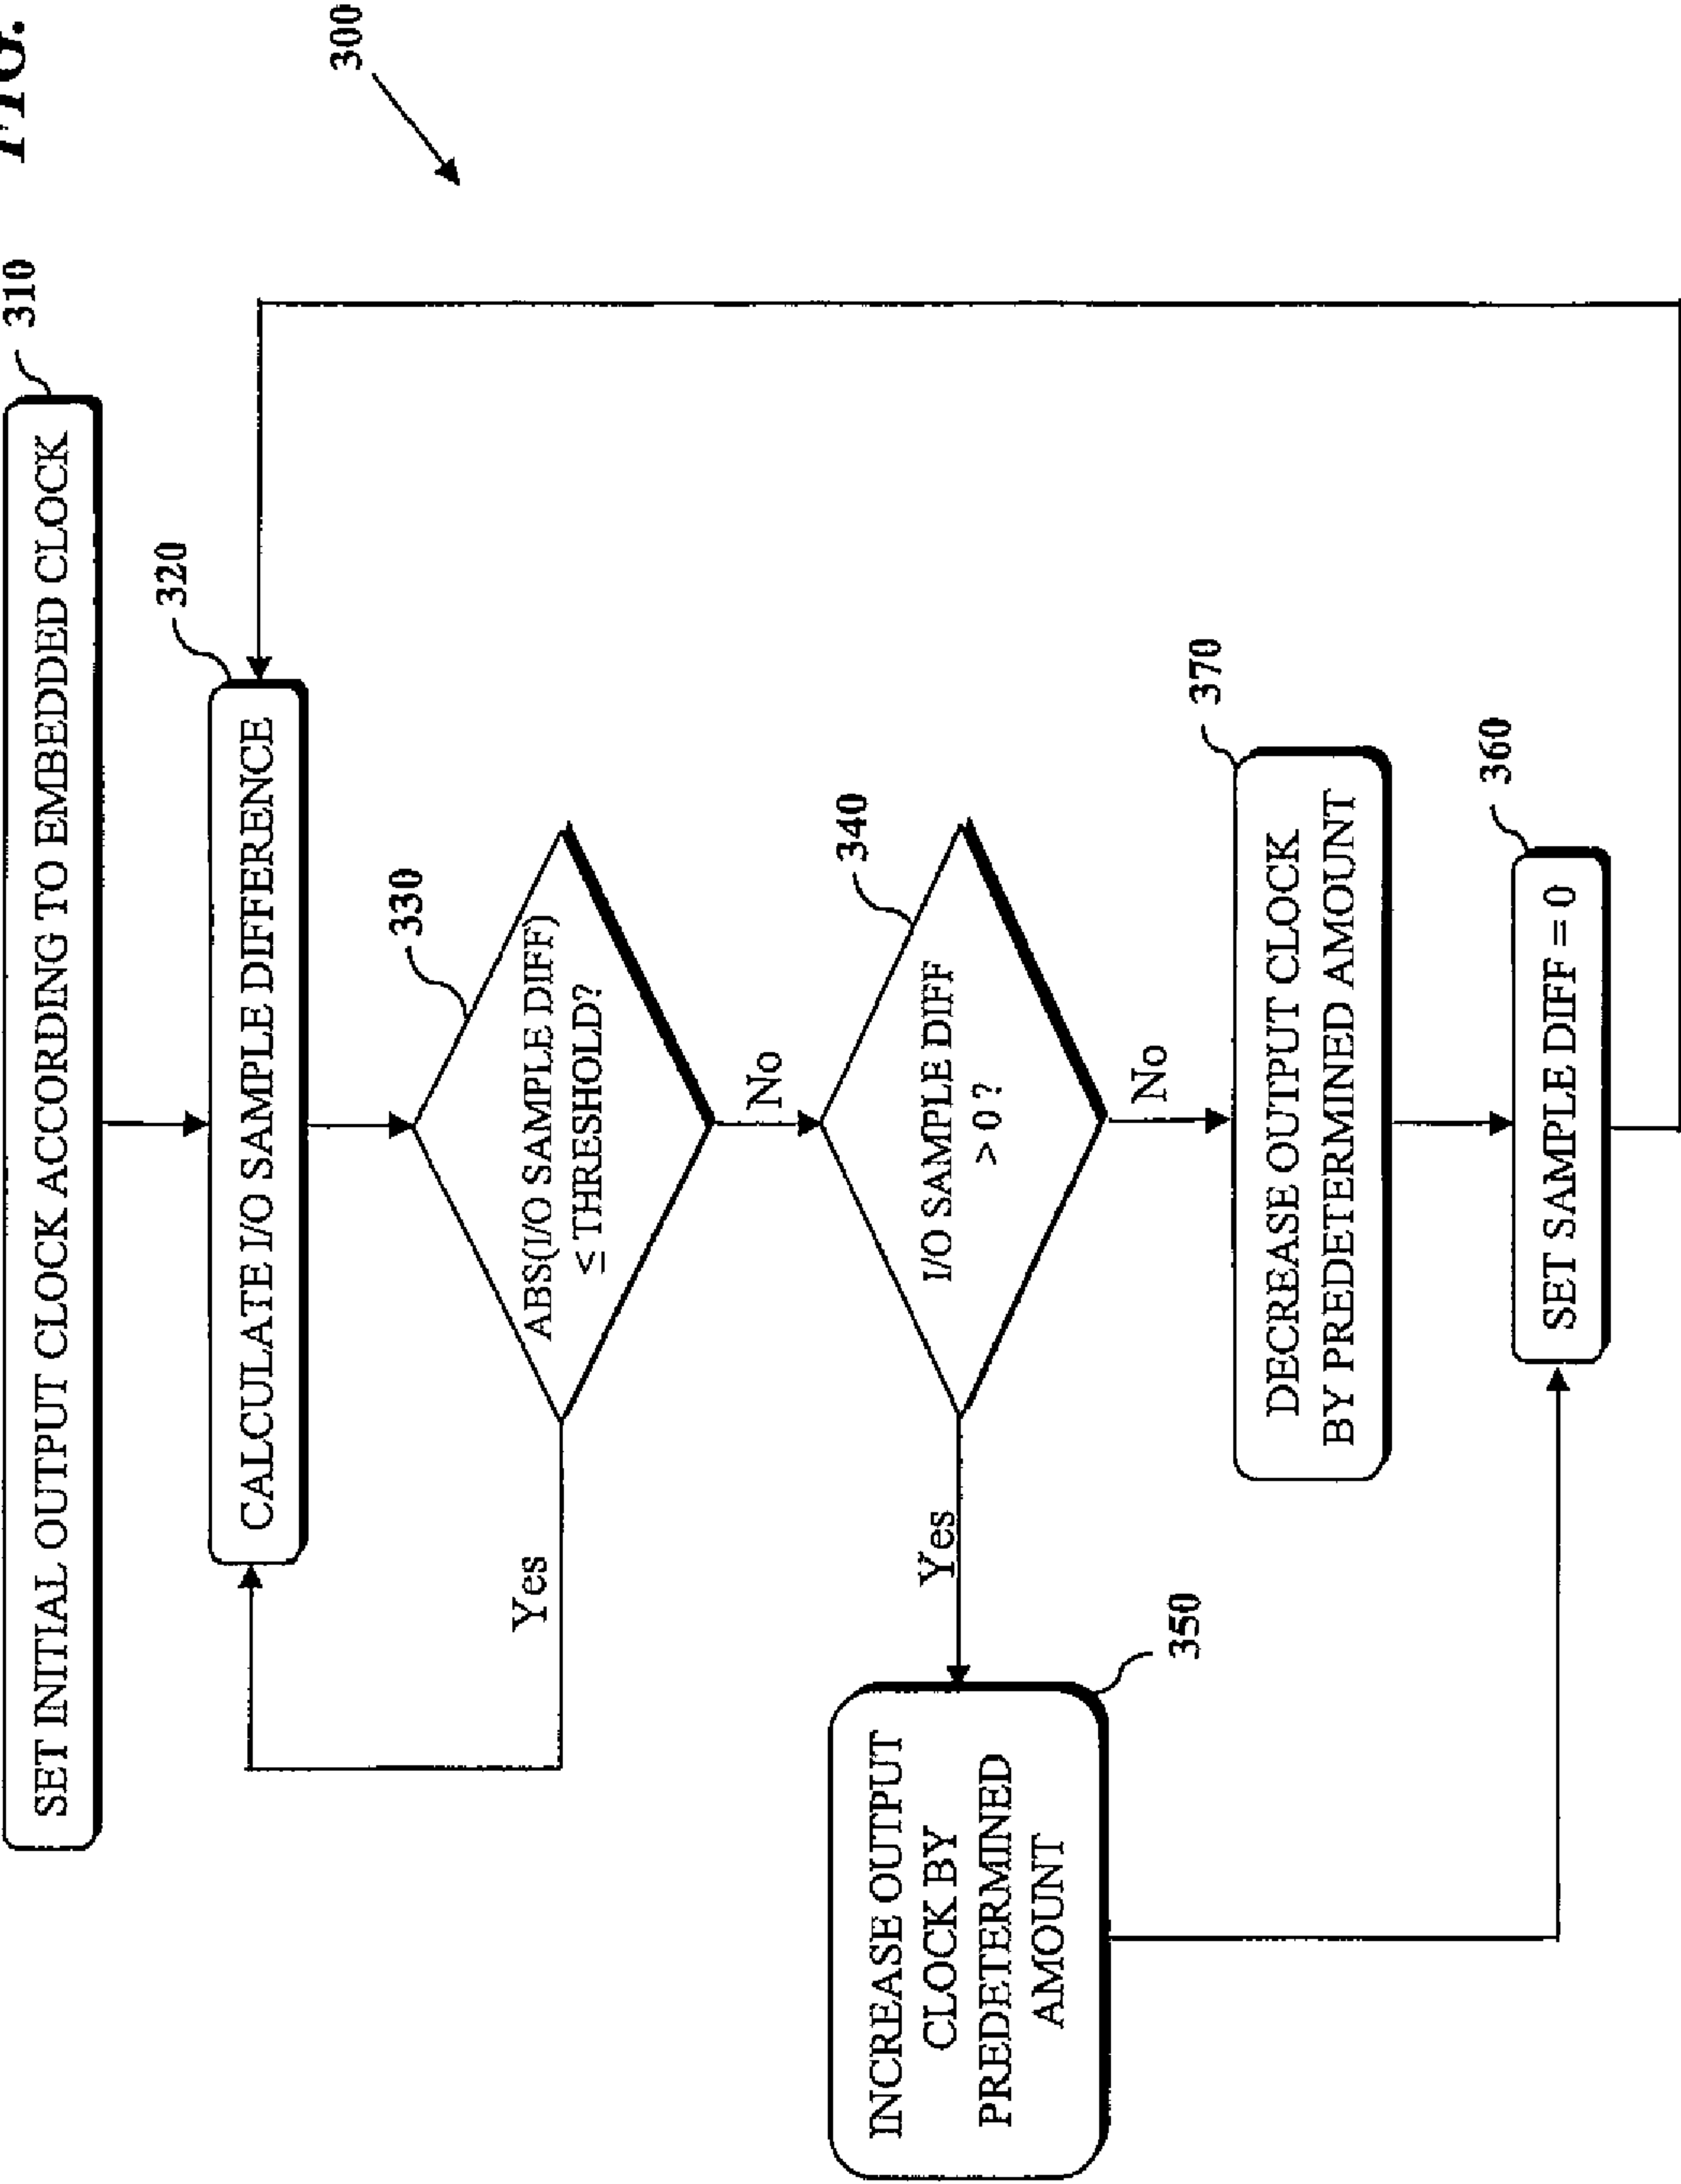 FIG.
300
310
SET INITIAL OUTPUT CLOCK ACCORDING TO EMBEDDED CLOCK
320
CALCULATE I/O SAMPLE DIFFERENCE
330
ABS(I/O SAMPLE DIFF)
≤ THRESHOLD?
Yes
No
340
I/O SAMPLE DIFF
> 0 ?
Yes
No
350
INCREASE OUTPUT
CLOCK BY
PREDETERMINED
AMOUNT
370
DECREASE OUTPUT CLOCK
BY PREDETERMINED AMOUNT
360
SET SAMPLE DIFF = 0